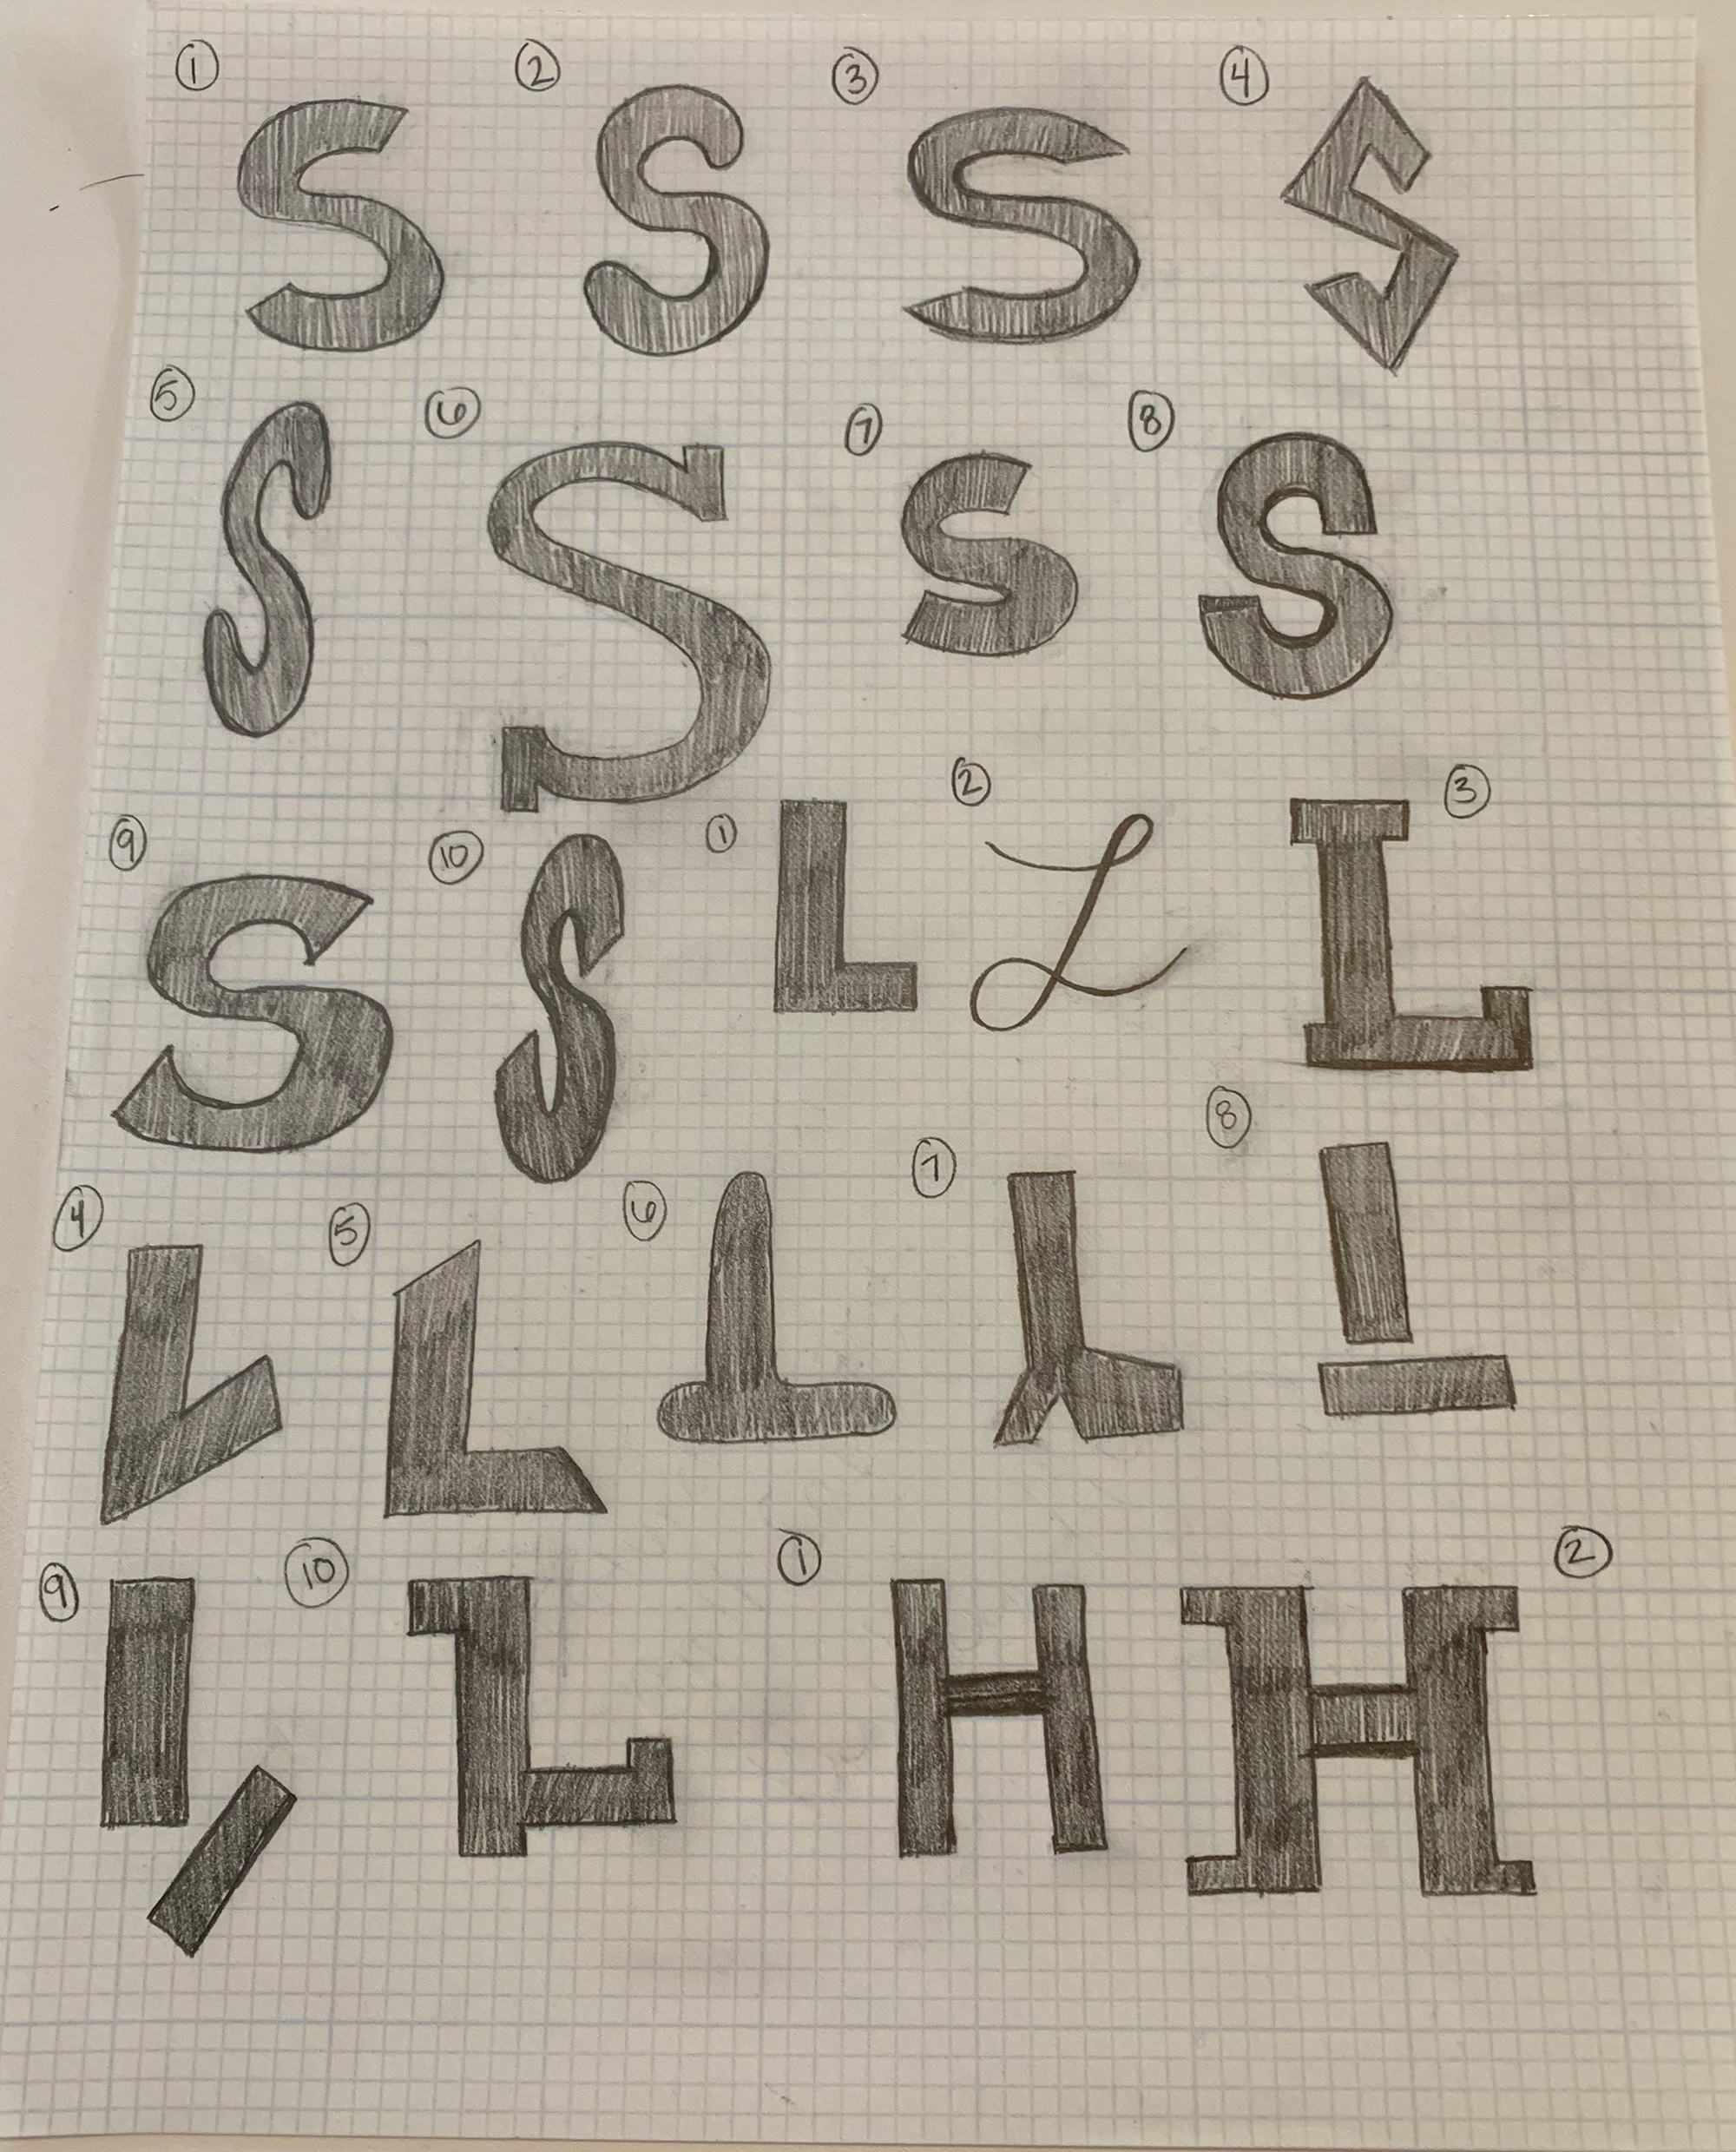 ① ② ③ ④
S S S S
⑤ ⑥ ⑦ ⑧
S S S S
⑨ ⑩ ① ② ③
S S L L L
④ ⑤ ⑥ ⑦ ⑧
L L L L L
⑨ ⑩ ① ②
L L H H